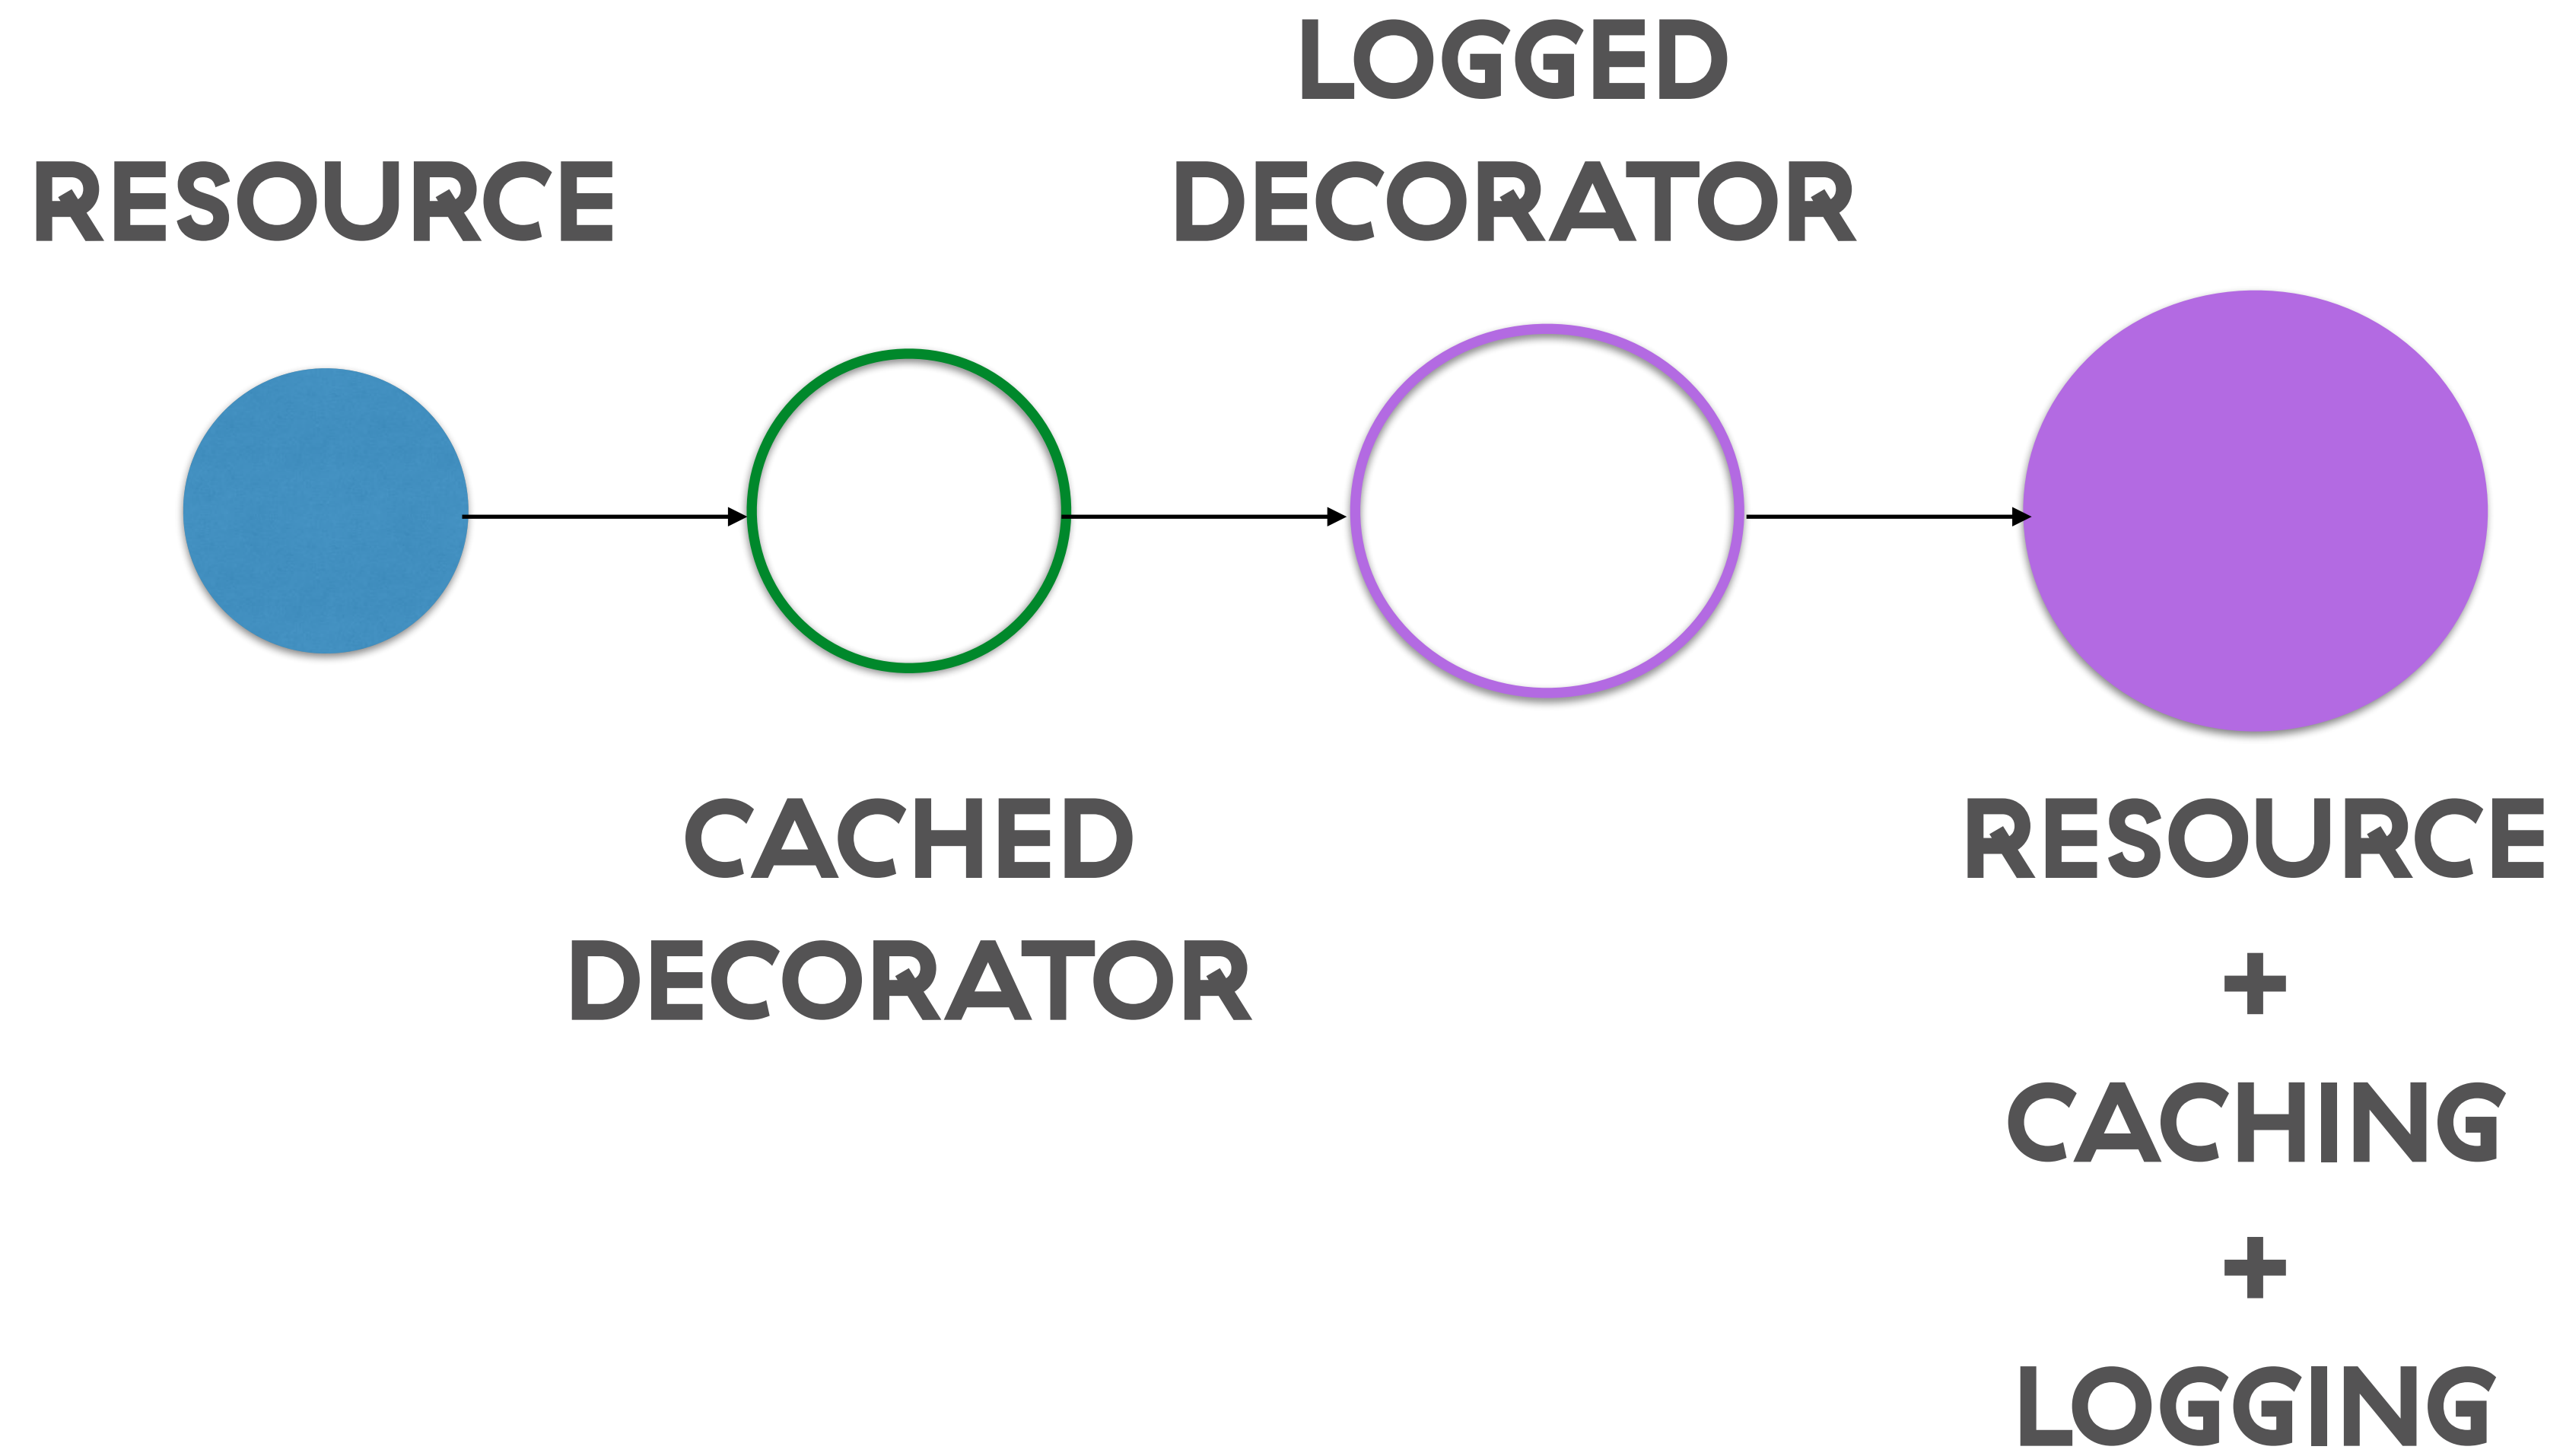 RESOURCE
CACHED
DECORATOR
LOGGED
DECORATOR
RESOURCE
+
CACHING
+
LOGGING